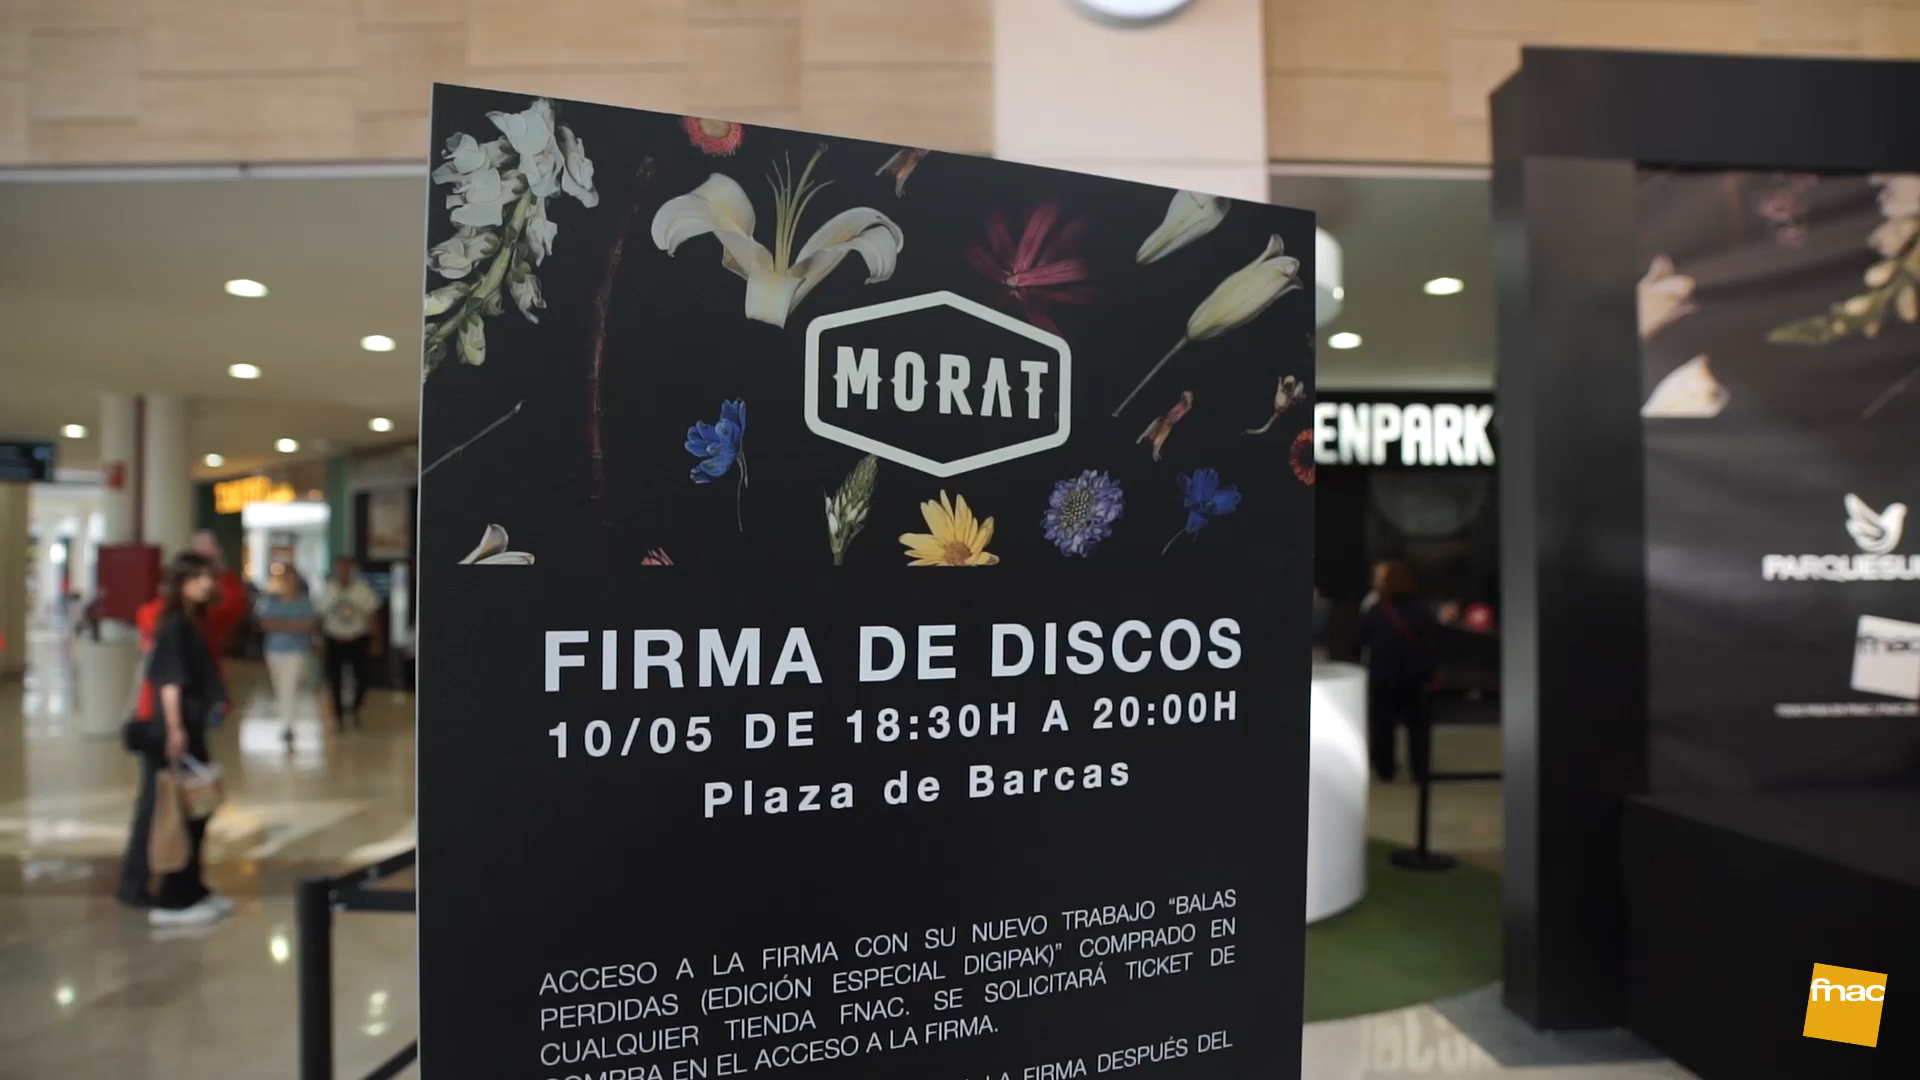 MORAT
FIRMA DE DISCOS
10/05 DE 18:30H A 20:00H
Plaza de Barcas
ACCESO A LA FIRMA CON SU NUEVO TRABAJO “BALAS
PERDIDAS (EDICIÓN ESPECIAL DIGIPAK)” COMPRADO EN
CUALQUIER TIENDA FNAC. SE SOLICITARÁ TICKET DE
COMPRA EN EL ACCESO A LA FIRMA.
LA FIRMA DESPUÉS DEL
ENPARK
PARQUESUR
fnac
fnac